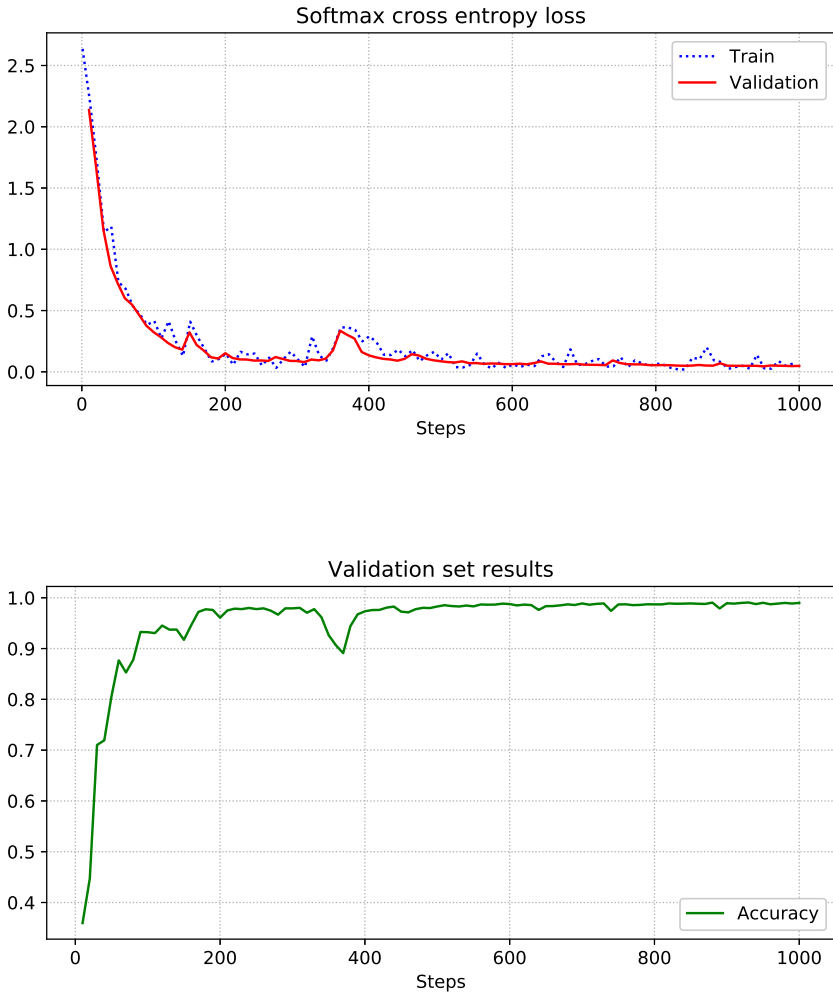 Softmax cross entropy loss
2.5
2.0
1.5
1.0
0.5
0.0
Train
Validation
0 200 400 600 800 1000
Steps
Validation set results
1.0
0.9
0.8
0.7
0.6
0.5
0.4
Accuracy
0 200 400 600 800 1000
Steps